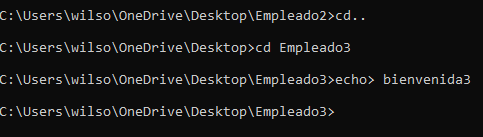 C:\Users\wilso\OneDrive\Desktop\Empleado2>cd..
C:\Users\wilso\OneDrive\Desktop>cd Empleado3
C:\Users\wilso\OneDrive\Desktop\Empleado3>echo> bienvenida3
C:\Users\wilso\OneDrive\Desktop\Empleado3>